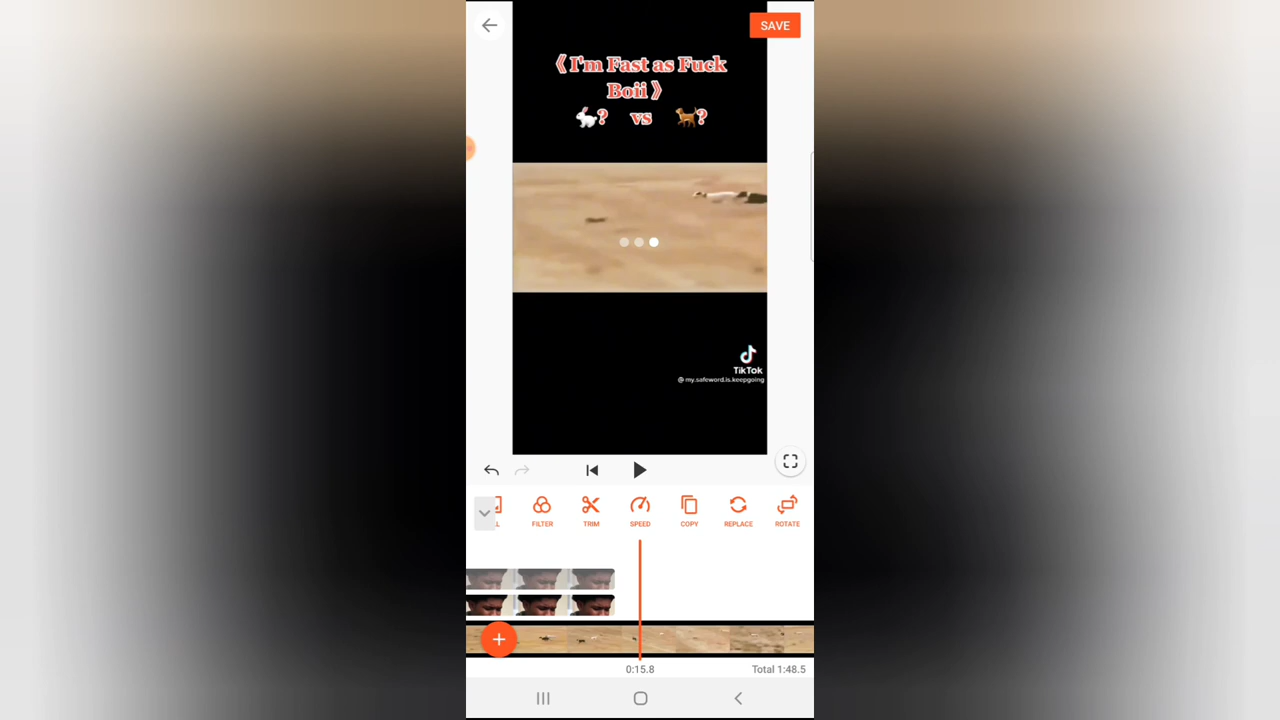 SAVE
《I'm Fast as Fuck
Boii》
? vs ?
TikTok
@my.safeword.is.keepgoing
FILTER TRIM SPEED COPY REPLACE ROTATE
0:15.8 Total 1:48.5